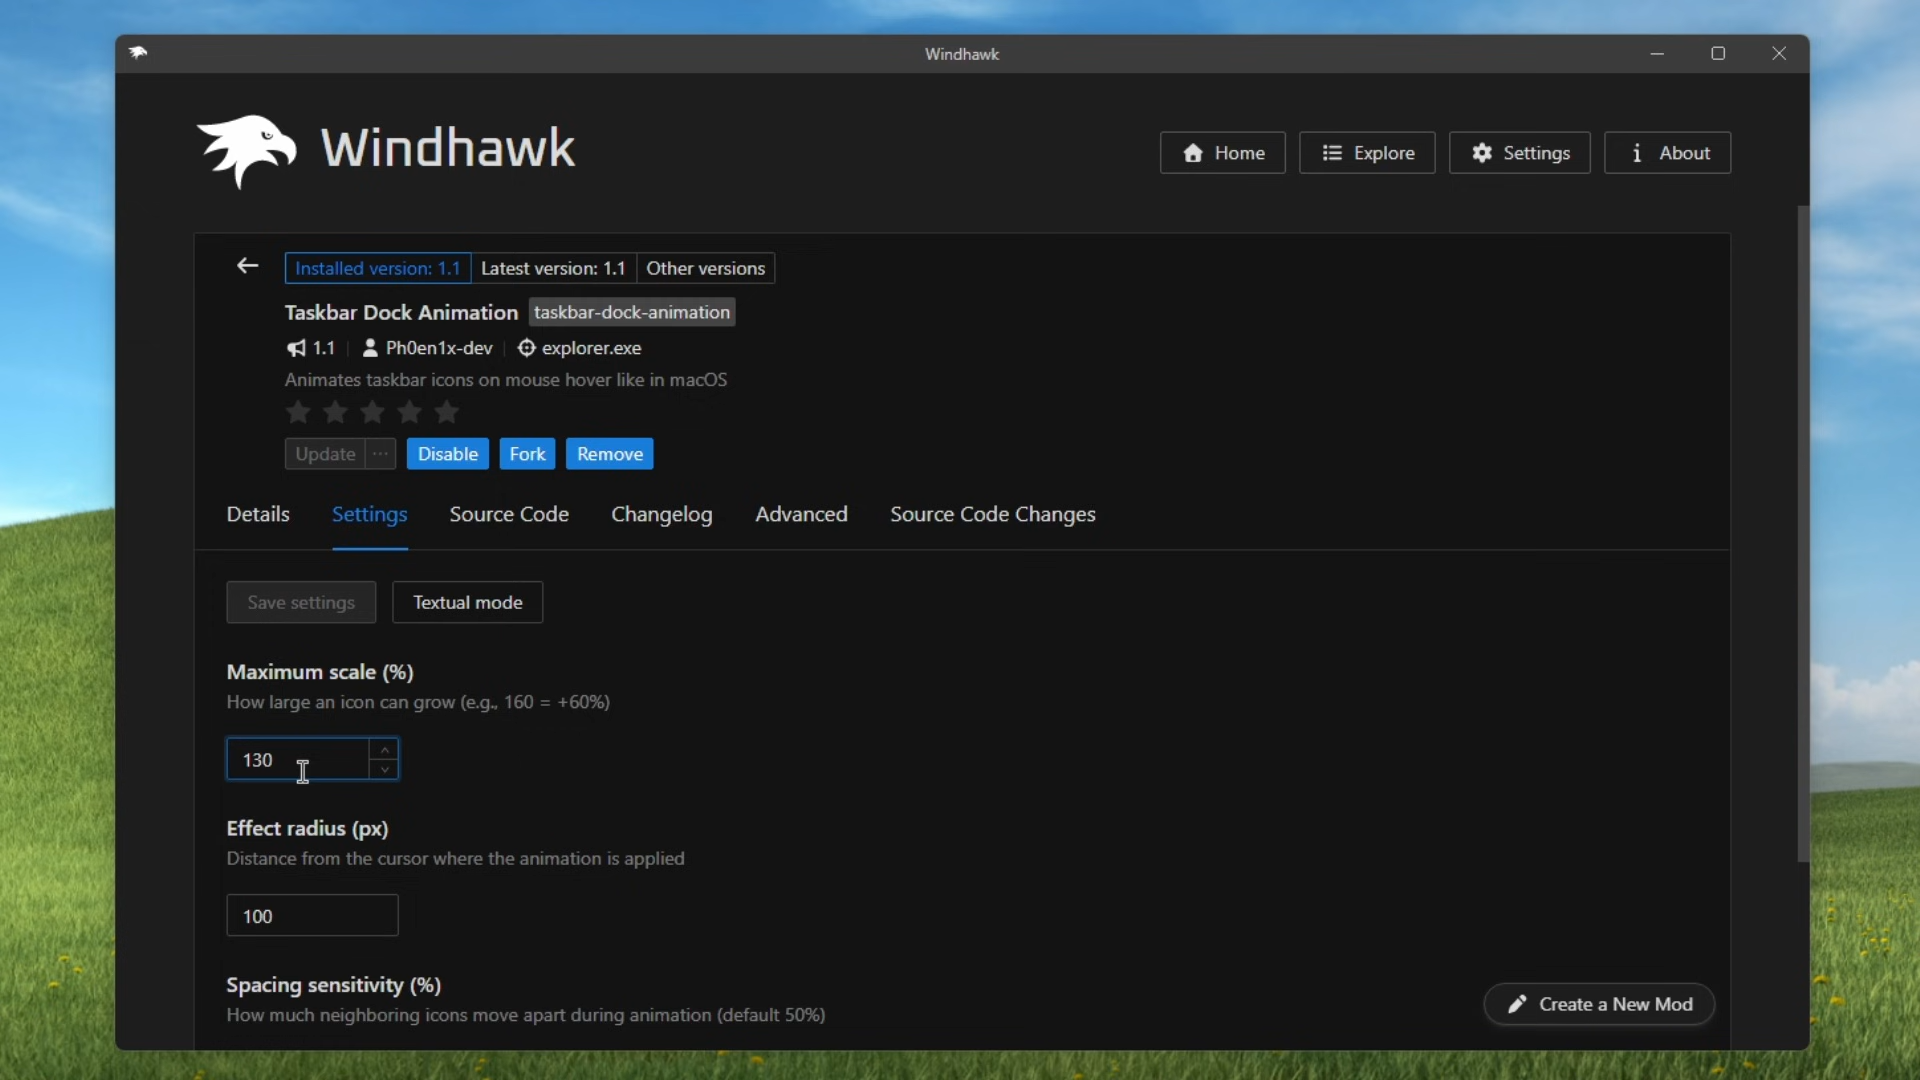 Windhawk
Windhawk
Home
Explore
Settings
About
Installed version: 1.1
Latest version: 1.1
Other versions
Taskbar Dock Animation
taskbar-dock-animation
1.1
Ph0en1x-dev
explorer.exe
Animates taskbar icons on mouse hover like in macOS
Update
...
Disable
Fork
Remove
Details
Settings
Source Code
Changelog
Advanced
Source Code Changes
Save settings
Textual mode
Maximum scale (%)
How large an icon can grow (e.g., 160 = +60%)
130
Effect radius (px)
Distance from the cursor where the animation is applied
100
Spacing sensitivity (%)
How much neighboring icons move apart during animation (default 50%)
Create a New Mod